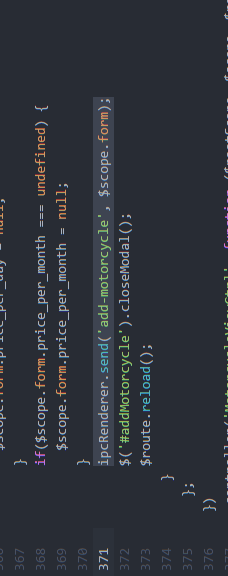 366 $scope.form.price_per_day = null;
367 }
368 if($scope.form.price_per_month === undefined) {
369 $scope.form.price_per_month = null;
370 }
371 ipcRenderer.send('add-motorcycle', $scope.form);
372 $('#addMotorcycle').closeModal();
373 $route.reload();
374 }
375 };
376 })